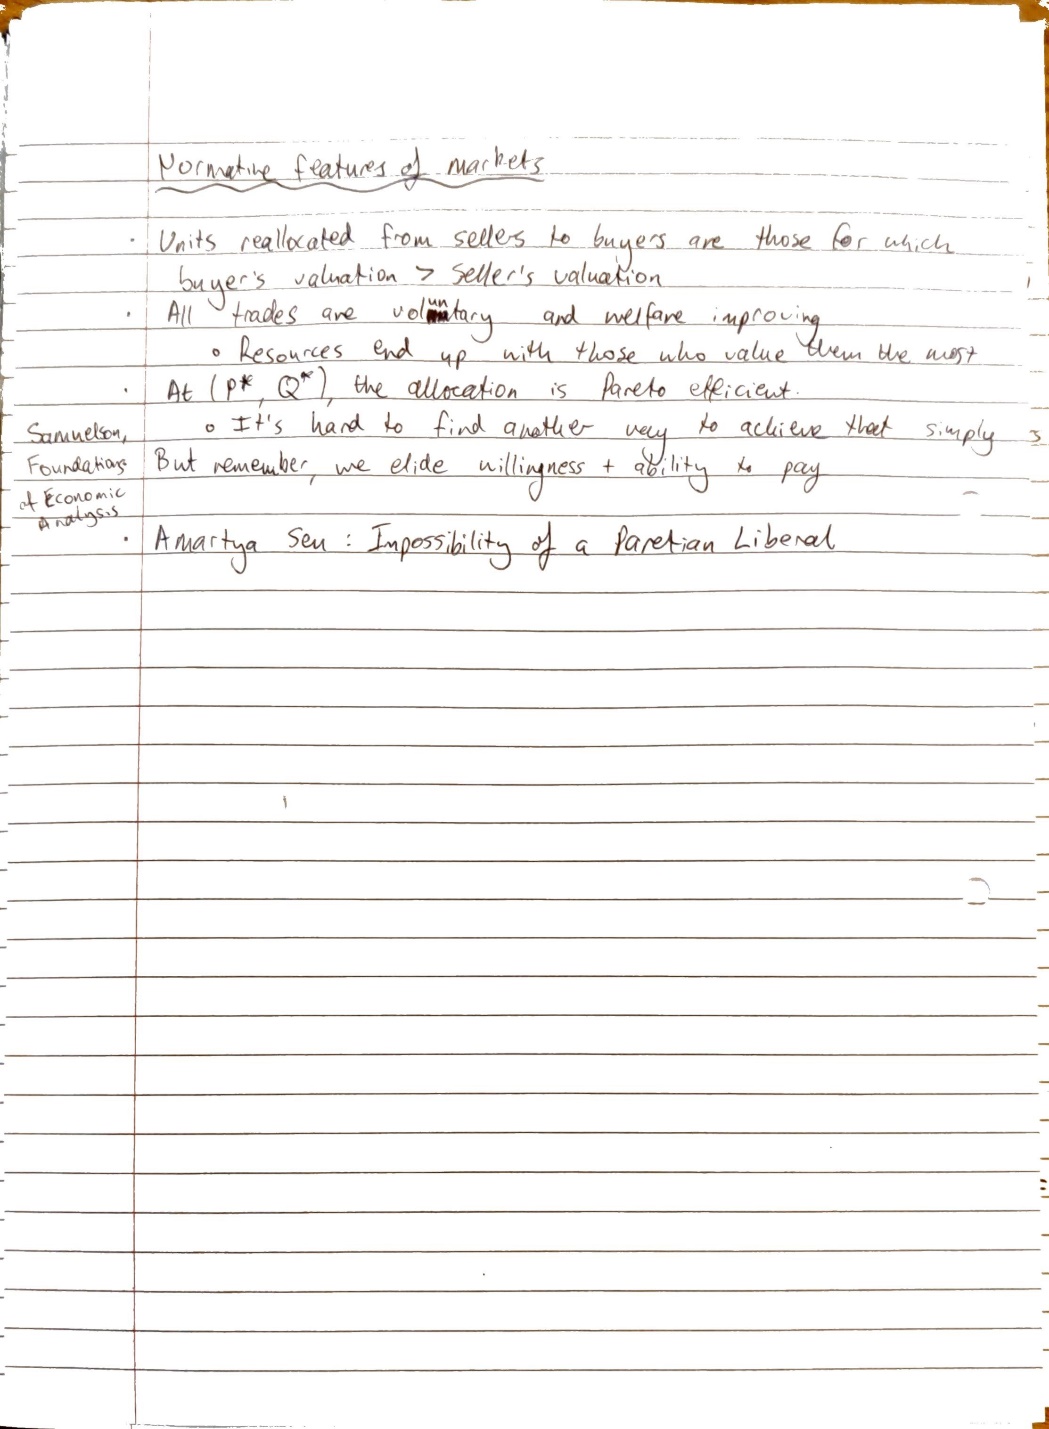 Normative features of markets
· Units reallocated from sellers to buyers are those for which
buyer's valuation > seller's valuation
· All trades are voluntary and welfare improving
o Resources end up with those who value them the most
· At (P*, Q*), the allocation is Pareto efficient.
o It's hard to find another way to achieve that simply
But remember, we elide willingness + ability to pay
Samuelson,
Foundations
of Economic
Analysis
· Amartya Sen : Impossibility of a Paretian Liberal